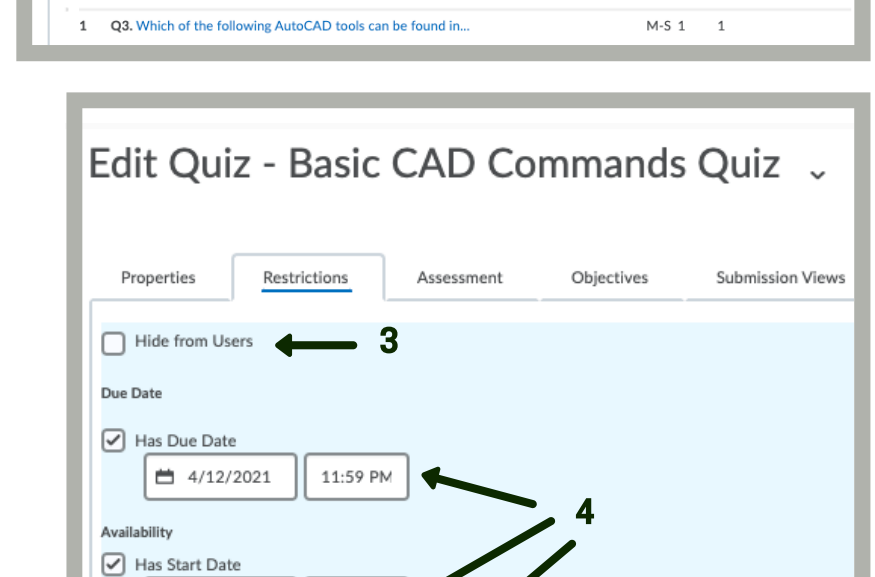 1 Q3. Which of the following AutoCAD tools can be found in... M-S 1 1
Edit Quiz - Basic CAD Commands Quiz
Properties Restrictions Assessment Objectives Submission Views
Hide from Users 3
Due Date
Has Due Date
4/12/2021 11:59 PM
4
Availability
Has Start Date